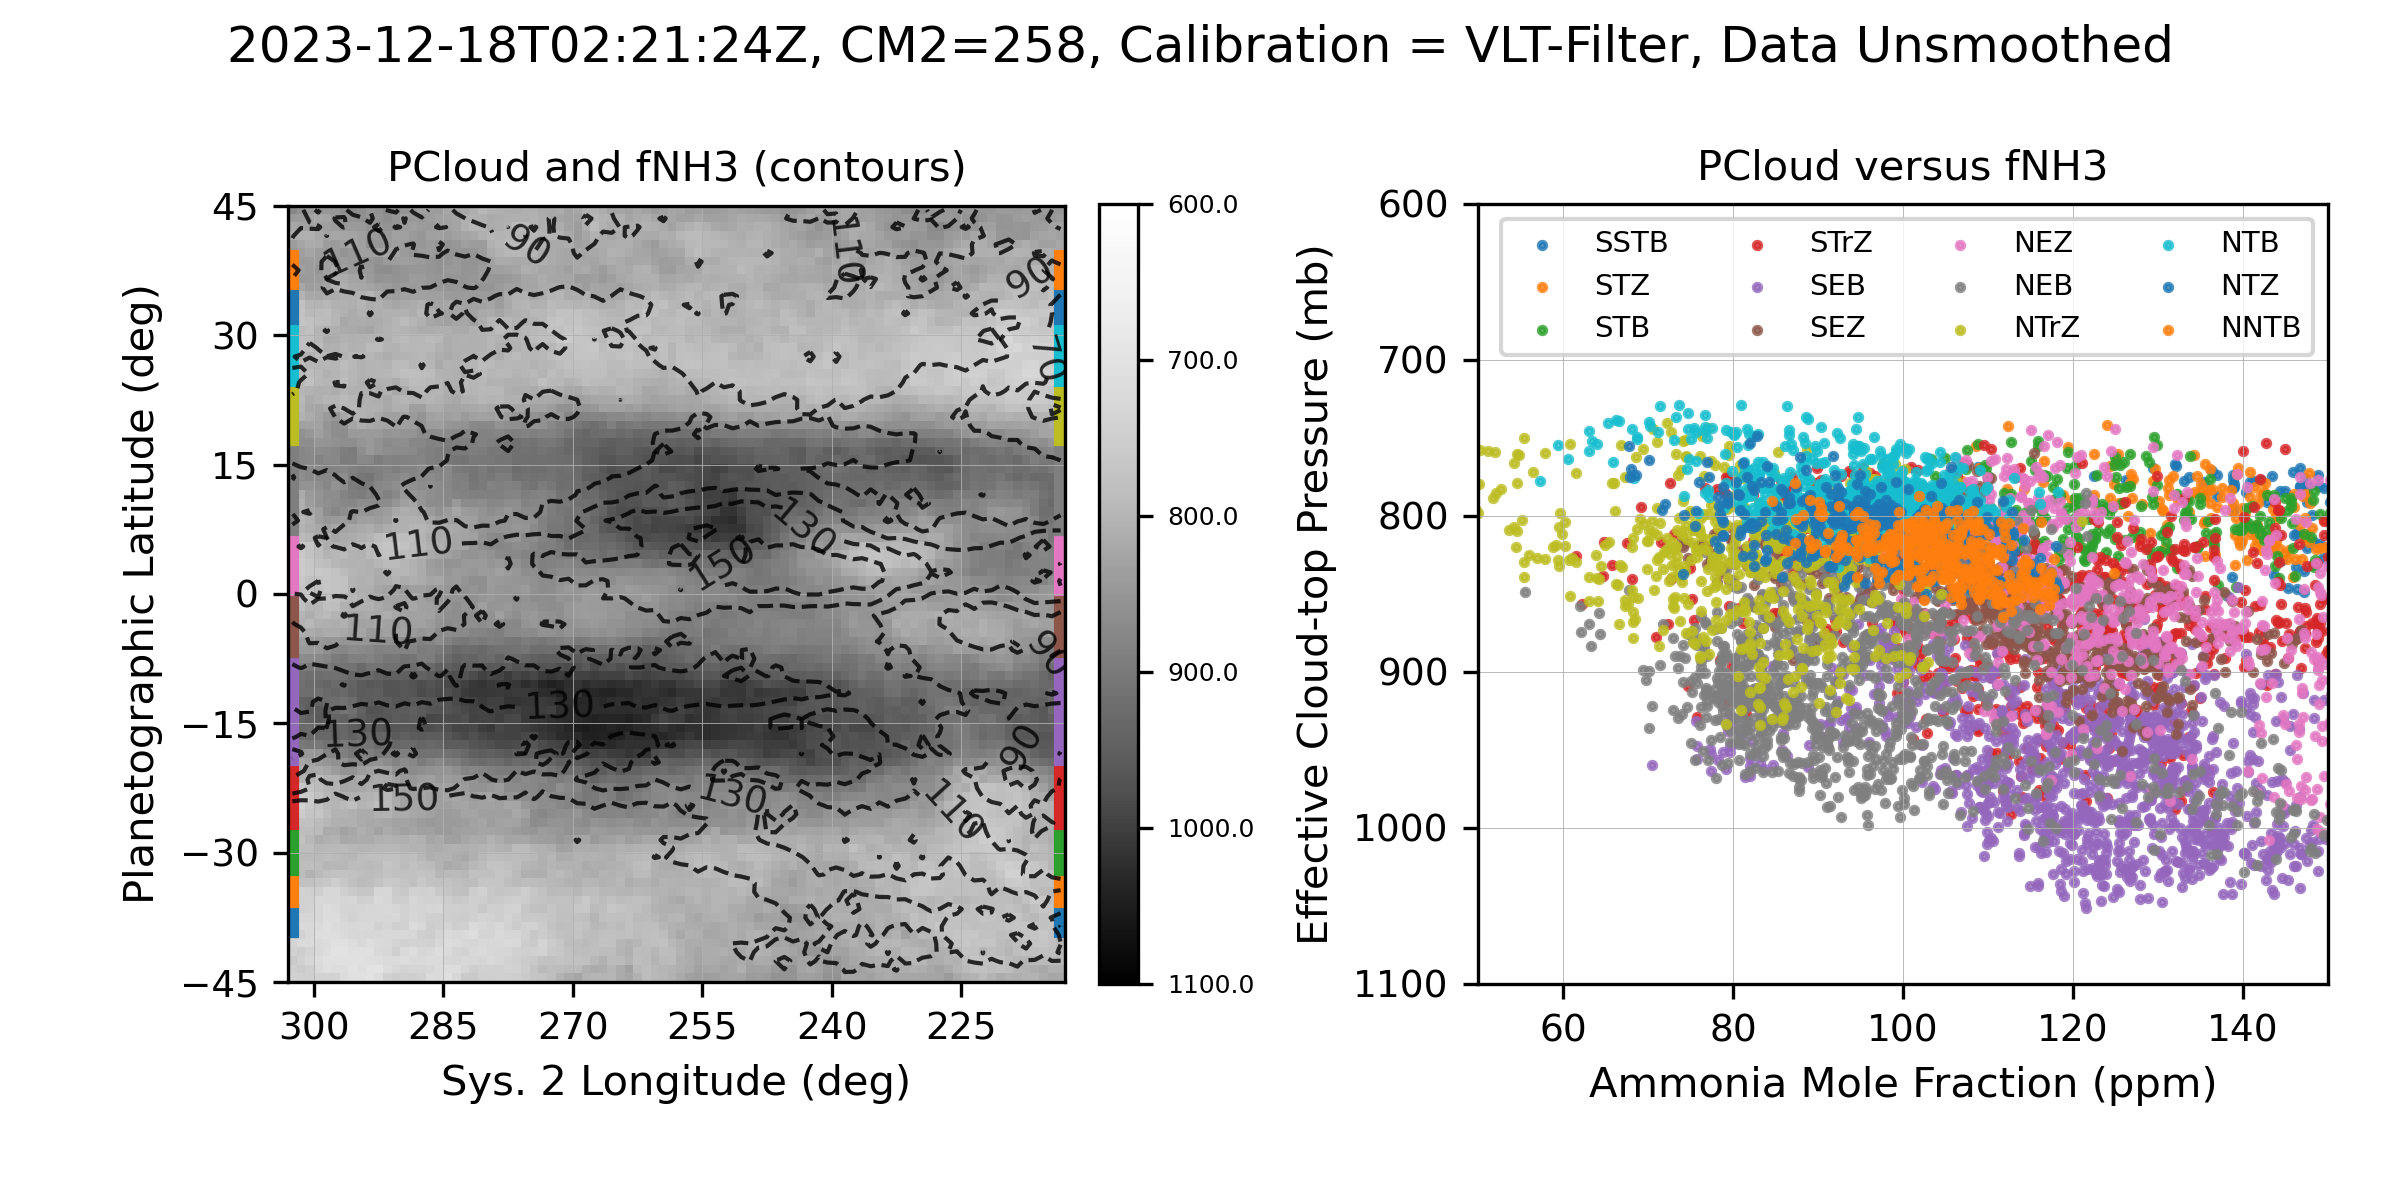 2023-12-18T02:21:24Z, CM2=258, Calibration = VLT-Filter, Data Unsmoothed
PCloud and fNH3 (contours)
45
30
15
0
−15
−30
−45
Planetographic Latitude (deg)
300
285
270
255
240
225
Sys. 2 Longitude (deg)
110
90
110
90
70
130
110
150
110
90
130
130
90
150
130
110
600.0
700.0
800.0
900.0
1000.0
1100.0
PCloud versus fNH3
600
700
800
900
1000
1100
Effective Cloud-top Pressure (mb)
SSTB
STZ
STB
STrZ
SEB
SEZ
NEZ
NEB
NTrZ
NTB
NTZ
NNTB
60
80
100
120
140
Ammonia Mole Fraction (ppm)